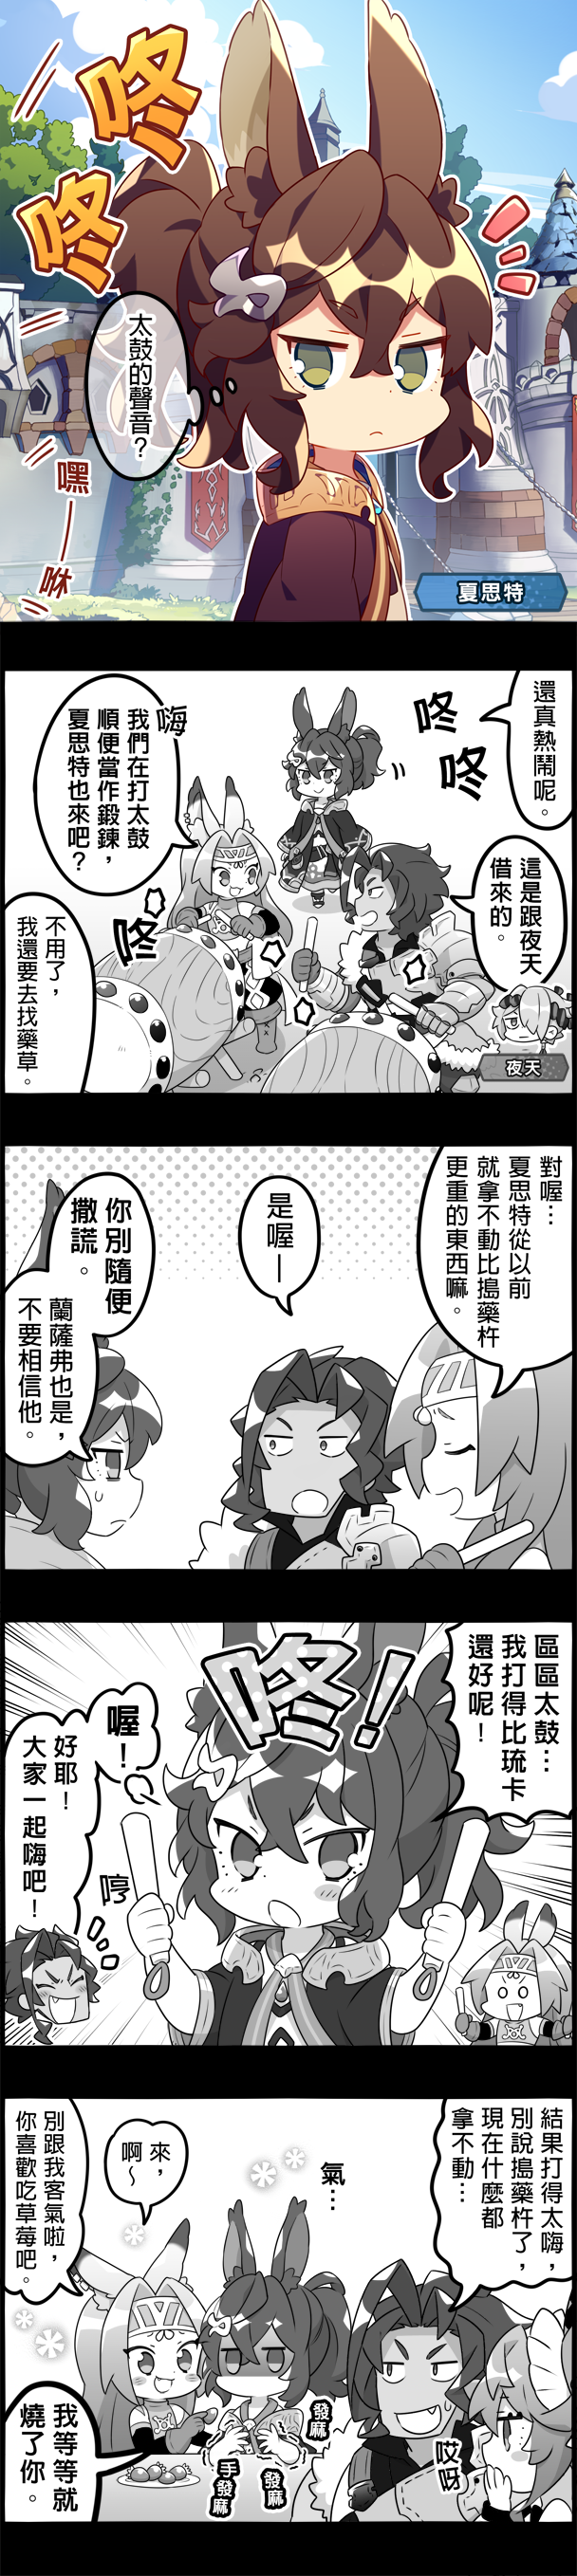 咚
咚
太鼓的聲音？
嘿—咻
夏思特
還真熱鬧呢。
咚
咚
嗨
我們在打太鼓
順便當作鍛鍊，
夏思特也來吧？
這是跟夜天
借來的。
咚
不用了，
我還要去找藥草。
夜天
對喔…
夏思特從以前
就拿不動比搗藥杵
更重的東西嘛。
是喔—
你別隨便
撒謊。
蘭薩弗也是，
不要相信他。
區區太鼓…
我打得比琉卡
還好呢！
咚！
喔！
好耶！
大家一起嗨吧！
哼
結果打得太嗨，
別說搗藥杵了，
現在什麼都
拿不動…
氣…
來，
啊～
別跟我客氣啦，
你喜歡吃草莓吧。
我等等就
燒了你。
發麻
發麻
手發麻
哎呀